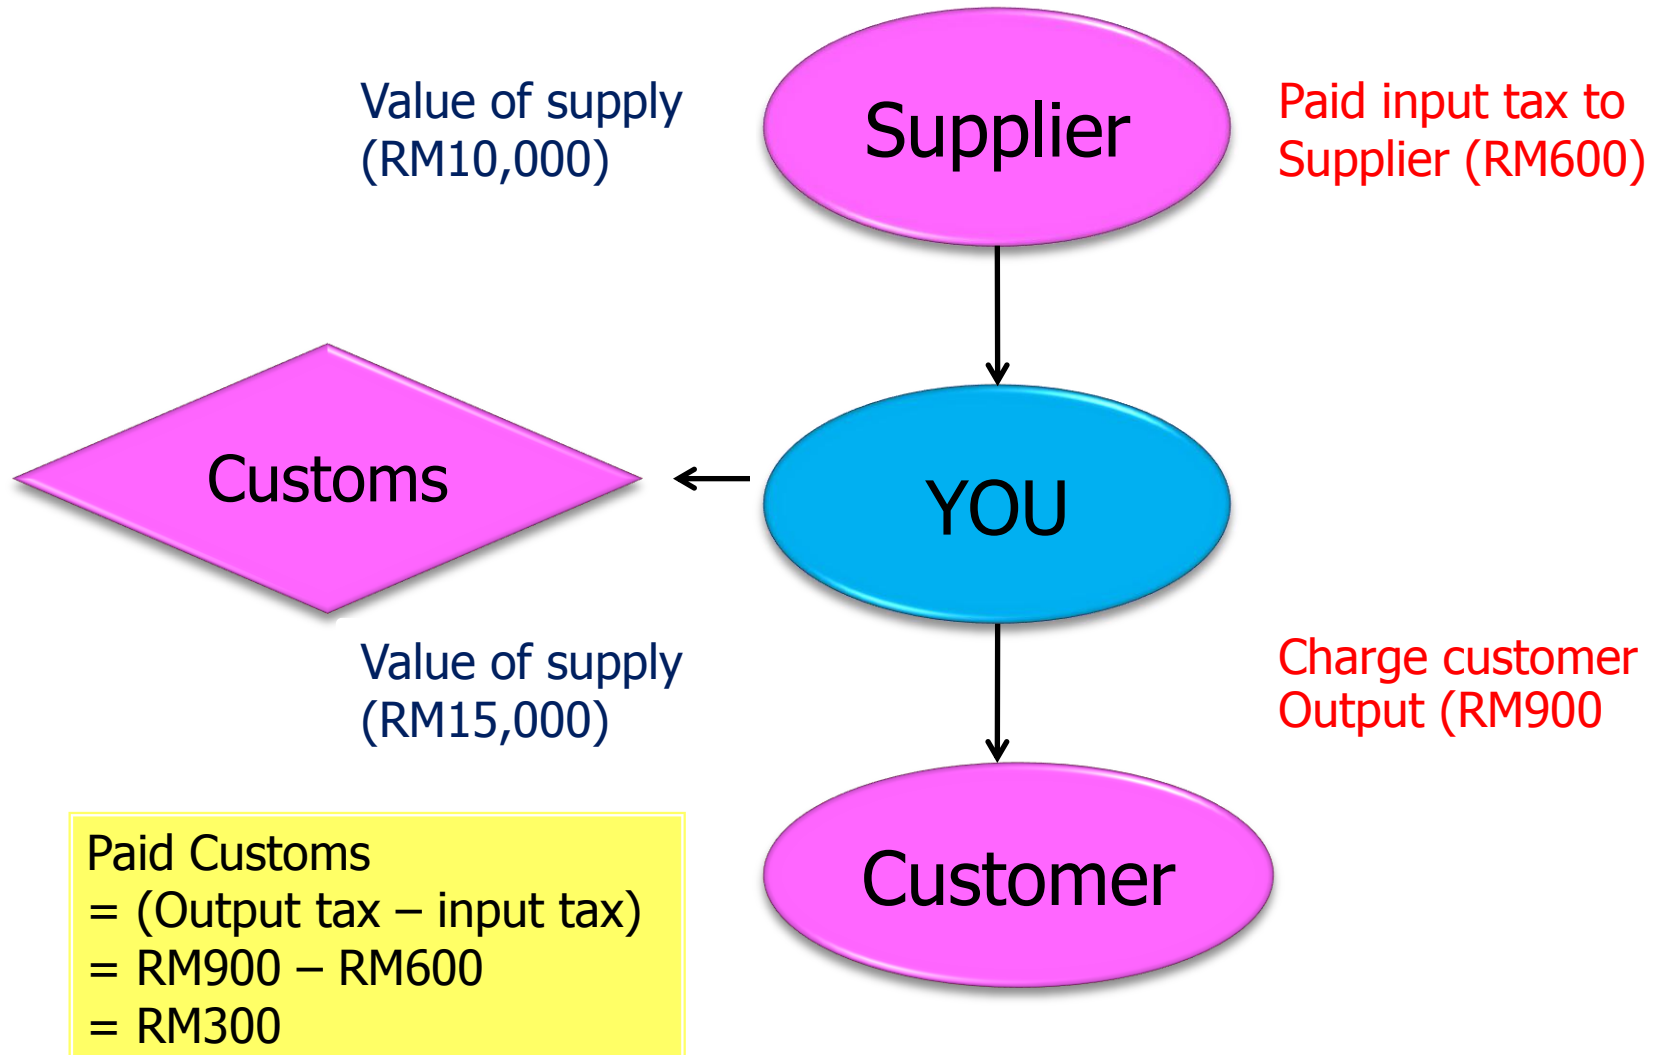 Value of supply
(RM10,000)
Supplier
Paid input tax to
Supplier (RM600)
Customs
YOU
Value of supply
(RM15,000)
Charge customer
Output (RM900
Customer
Paid Customs
= (Output tax – input tax)
= RM900 – RM600
= RM300